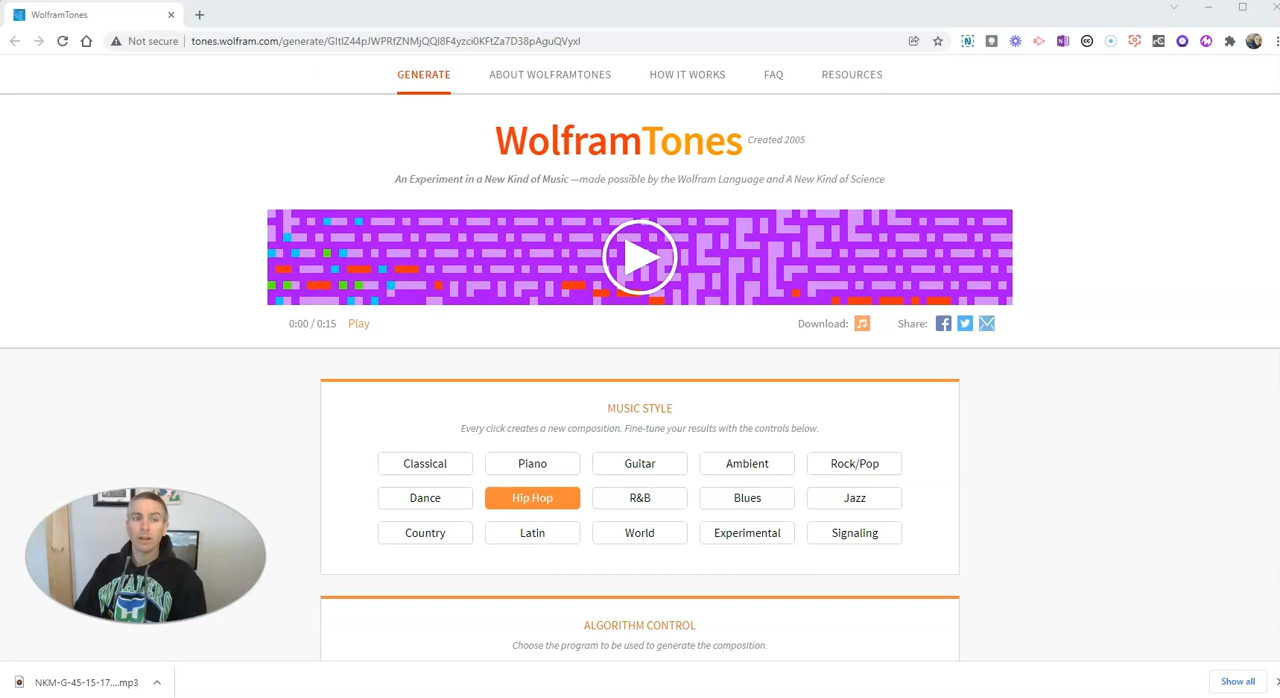 WolframTones
Not secure tones.wolfram.com/generate/GItIZ44pJWPRfZNMjQQl8F4yzci0KFtZa7D38pAguQVyxl
GENERATE ABOUT WOLFRAMTONES HOW IT WORKS FAQ RESOURCES
WolframTones Created 2005
An Experiment in a New Kind of Music —made possible by the Wolfram Language and A New Kind of Science
0:00 / 0:15 Play Download: Share:
MUSIC STYLE
Every click creates a new composition. Fine-tune your results with the controls below.
Classical Piano Guitar Ambient Rock/Pop
Dance Hip Hop R&B Blues Jazz
Country Latin World Experimental Signaling
WHALERS
ALGORITHM CONTROL
Choose the program to be used to generate the composition.
NKM-G-45-15-17....mp3 Show all